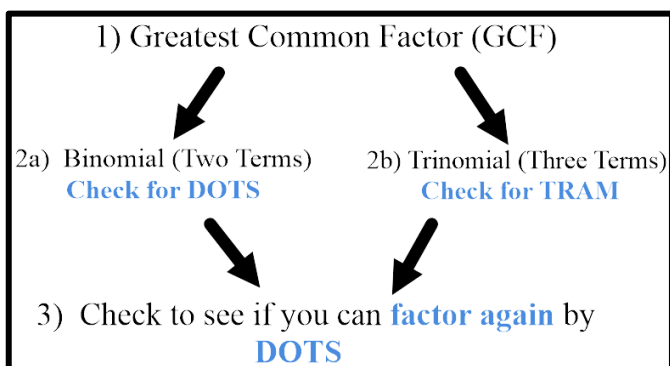 1) Greatest Common Factor (GCF)
2a) Binomial (Two Terms)
Check for DOTS
2b) Trinomial (Three Terms)
Check for TRAM
3) Check to see if you can factor again by
DOTS